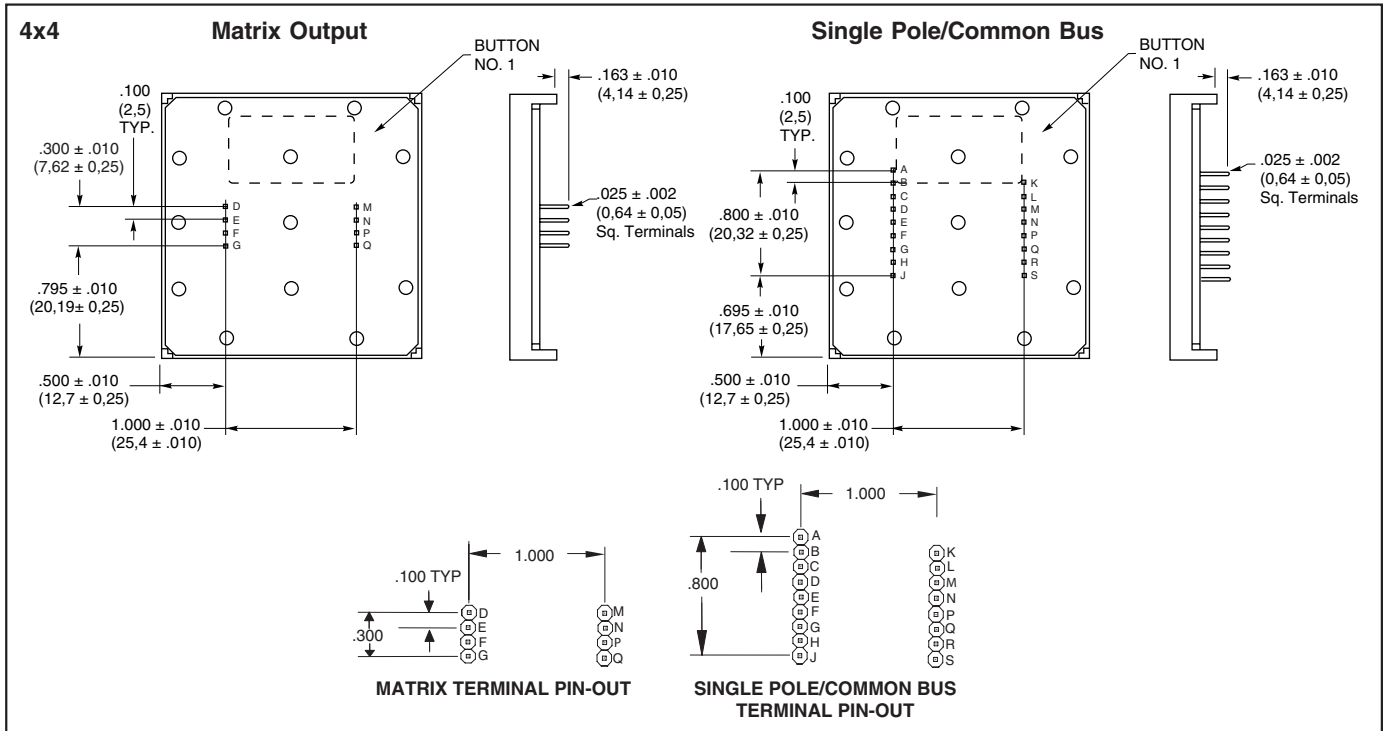 4x4
Matrix Output
BUTTON
NO. 1
.100
(2,5)
TYP.
.300 ± .010
(7,62 ± 0,25)
.795 ± .010
(20,19± 0,25)
.500 ± .010
(12,7 ± 0,25)
1.000 ± .010
(25,4 ± .010)
D
E
F
G
M
N
P
Q
.163 ± .010
(4,14 ± 0,25)
.025 ± .002
(0,64 ± 0,05)
Sq. Terminals
Single Pole/Common Bus
BUTTON
NO. 1
.100
(2,5)
TYP.
.800 ± .010
(20,32 ± 0,25)
.695 ± .010
(17,65 ± 0,25)
.500 ± .010
(12,7 ± 0,25)
1.000 ± .010
(25,4 ± .010)
A
B
C
D
E
F
G
H
J
K
L
M
N
P
Q
R
S
.163 ± .010
(4,14 ± 0,25)
.025 ± .002
(0,64 ± 0,05)
Sq. Terminals
1.000
.100 TYP
.300
D
E
F
G
M
N
P
Q
MATRIX TERMINAL PIN-OUT
.100 TYP
1.000
.800
A
B
C
D
E
F
G
H
J
K
L
M
N
P
Q
R
S
SINGLE POLE/COMMON BUS
TERMINAL PIN-OUT